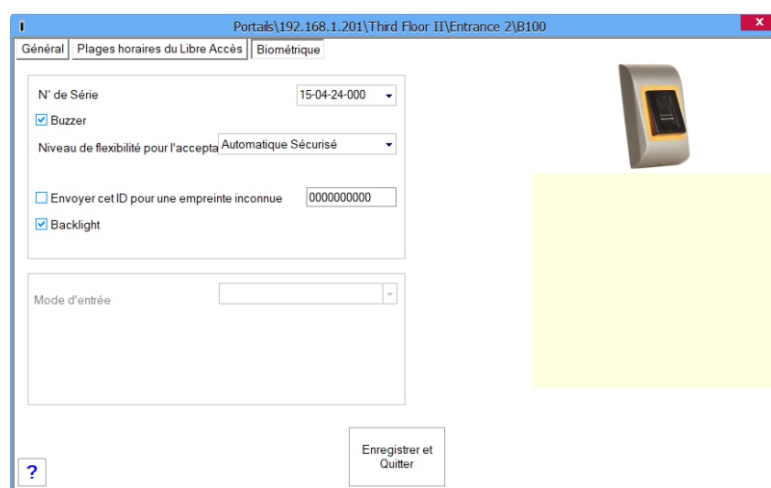 Portails\192.168.1.201\Third Floor II\Entrance 2\B100
x
Général
Plages horaires du Libre Accès
Biométrique
N° de Série
15-04-24-000
Buzzer
Niveau de flexibilité pour l'accepta
Automatique Sécurisé
Envoyer cet ID pour une empreinte inconnue
0000000000
Backlight
Mode d'entrée
Enregistrer et
Quitter
?